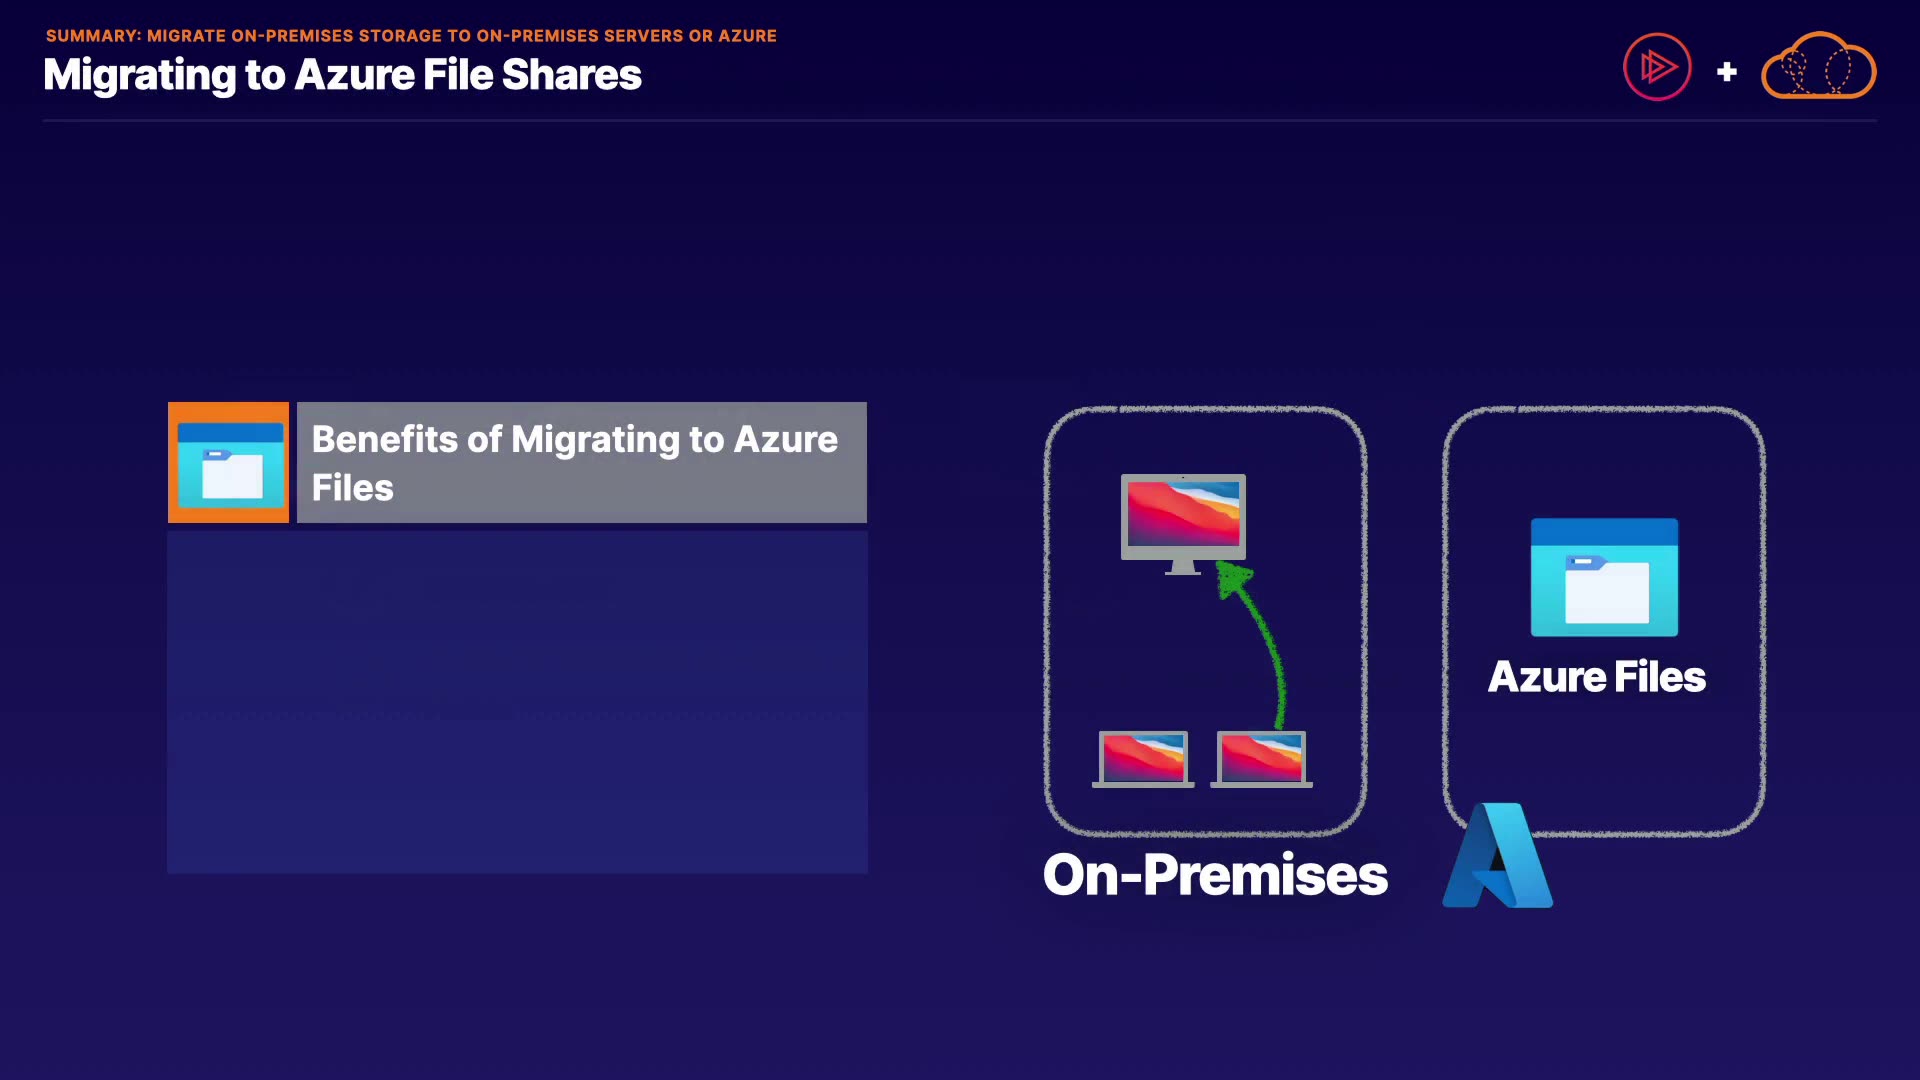 SUMMARY: MIGRATE ON-PREMISES STORAGE TO ON-PREMISES SERVERS OR AZURE
Migrating to Azure File Shares
+
Benefits of Migrating to Azure
Files
Azure Files
On-Premises